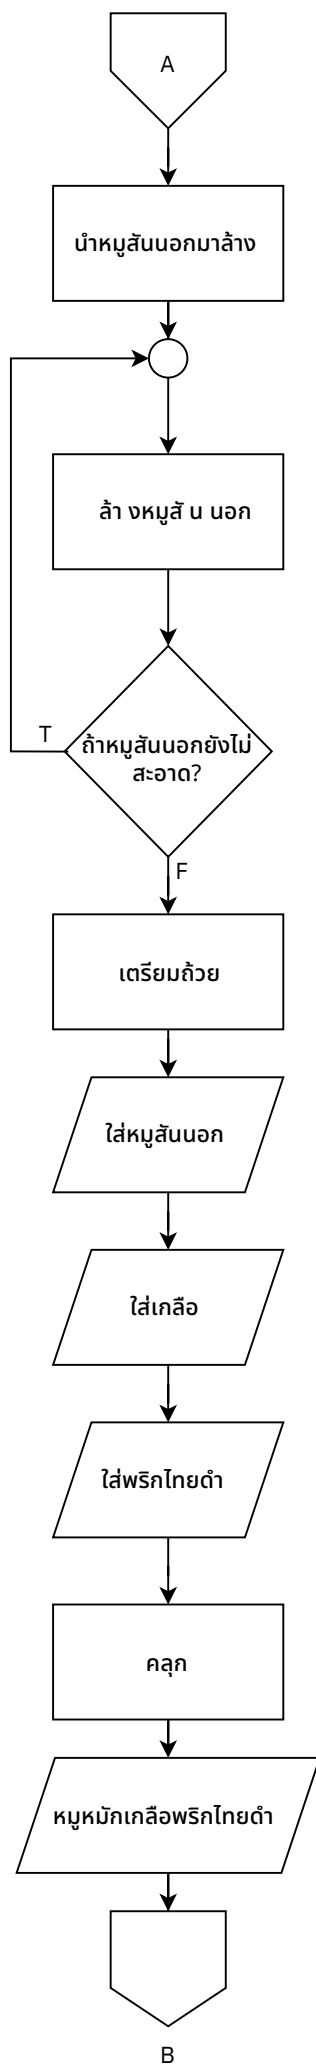 A
นำหมูสันนอกมาล้าง
ล้า งหมูสั น นอก
ถ้าหมูสันนอกยังไม่
สะอาด?
T
F
เตรียมถ้วย
ใส่หมูสันนอก
ใส่เกลือ
ใส่พริกไทยดำ
คลุก
หมูหมักเกลือพริกไทยดำ
B